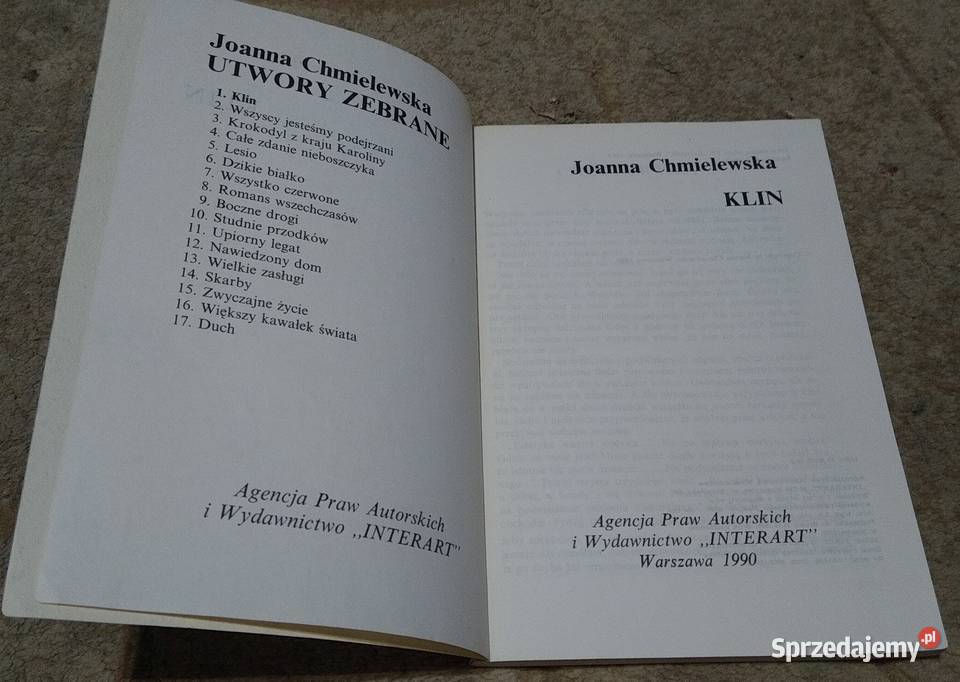 Joanna Chmielewska
UTWORY ZEBRANE
1. Klin
2. Wszyscy jesteśmy podejrzani
3. Krokodyl z kraju Karoliny
4. Całe zdanie nieboszczyka
5. Lesio
6. Dzikie białko
7. Wszystko czerwone
8. Romans wszechczasów
9. Boczne drogi
10. Studnie przodków
11. Upiorny legat
12. Nawiedzony dom
13. Wielkie zasługi
14. Skarby
15. Zwyczajne życie
16. Większy kawałek świata
17. Duch
Agencja Praw Autorskich
i Wydawnictwo ,,INTERART"
Joanna Chmielewska
KLIN
Agencja Praw Autorskich
i Wydawnictwo ,,INTERART"
Warszawa 1990
Sprzedajemy.pl